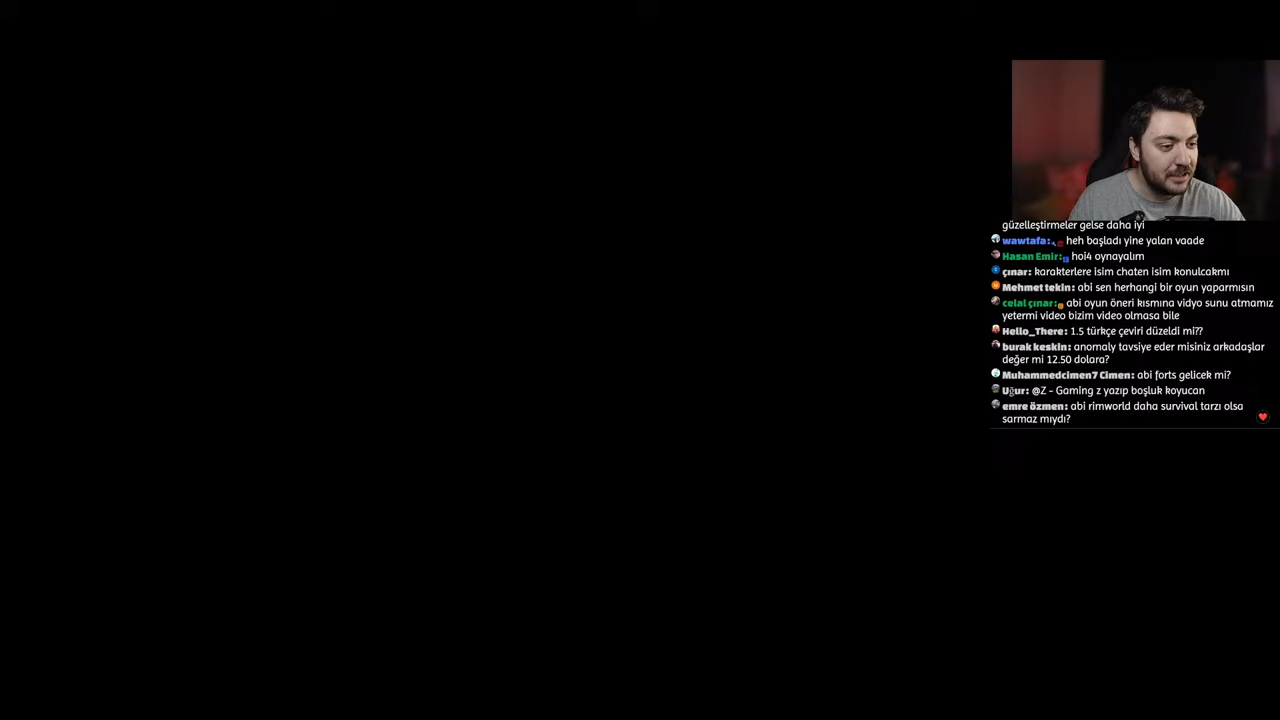 güzelleştirmeler gelse daha iyi
wawtafa: heh başladı yine yalan vaade
Hasan Emir: hoi4 oynayalım
çınar: karakterlere isim chaten isim konulcakmı
Mehmet tekin: abi sen herhangi bir oyun yaparmısın
celal çınar: abi oyun öneri kısmına vidyo sunu atmamız
yetermi video bizim video olmasa bile
Hello_There: 1.5 türkçe çeviri düzeldi mi??
burak keskin: anomaly tavsiye eder misiniz arkadaşlar
değer mi 12.50 dolara?
Muhammedcimen7 Cimen: abi forts gelicek mi?
Uğur: @Z - Gaming z yazıp boşluk koyucan
emre özmen: abi rimworld daha survival tarzı olsa
sarmaz mıydı?